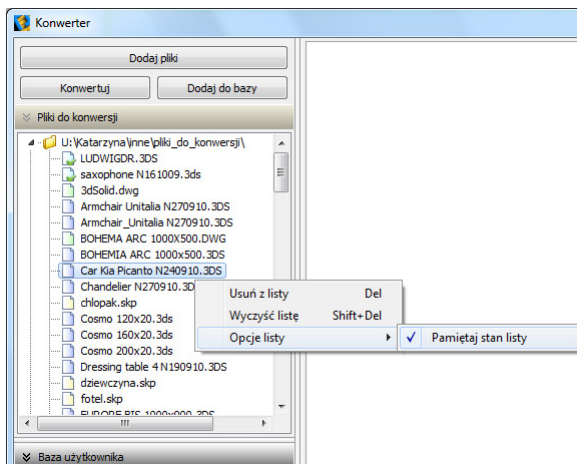 Konwerter
Dodaj pliki
Konwertuj
Dodaj do bazy
Pliki do konwersji
U:\Katarzyna\inne\pliki_do_konwersji\
LUDWIGDR.3DS
saxophone N161009.3ds
3dSolid.dwg
Armchair Unitalia N270910.3DS
Armchair_Unitalia N270910.3DS
BOHEMA ARC 1000X500.DWG
BOHEMIA ARC 1000x500.3DS
Car Kia Picanto N240910.3DS
Chandelier N270910.3D
chlopak.skp
Cosmo 120x20.3ds
Cosmo 160x20.3ds
Cosmo 200x20.3ds
Dressing table 4 N190910.3DS
dziewczyna.skp
fotel.skp
EUROPE BIS 1000x900.3DS
Usuń z listy Del
Wyczyść listę Shift+Del
Opcje listy
Pamiętaj stan listy
Baza użytkownika